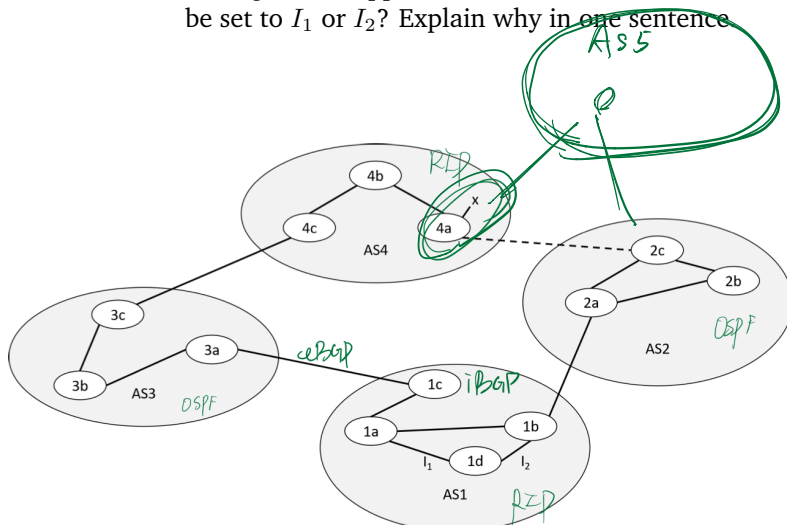 be set to I₁ or I₂? Explain why in one sentence.
AS5
RIP
4b
x
4c
4a
AS4
2c
2b
3c
2a
OSPF
3a
eBGP
AS2
3b
AS3
1c
iBGP
OSPF
1a
1b
1d
I₁
I₂
AS1
RIP